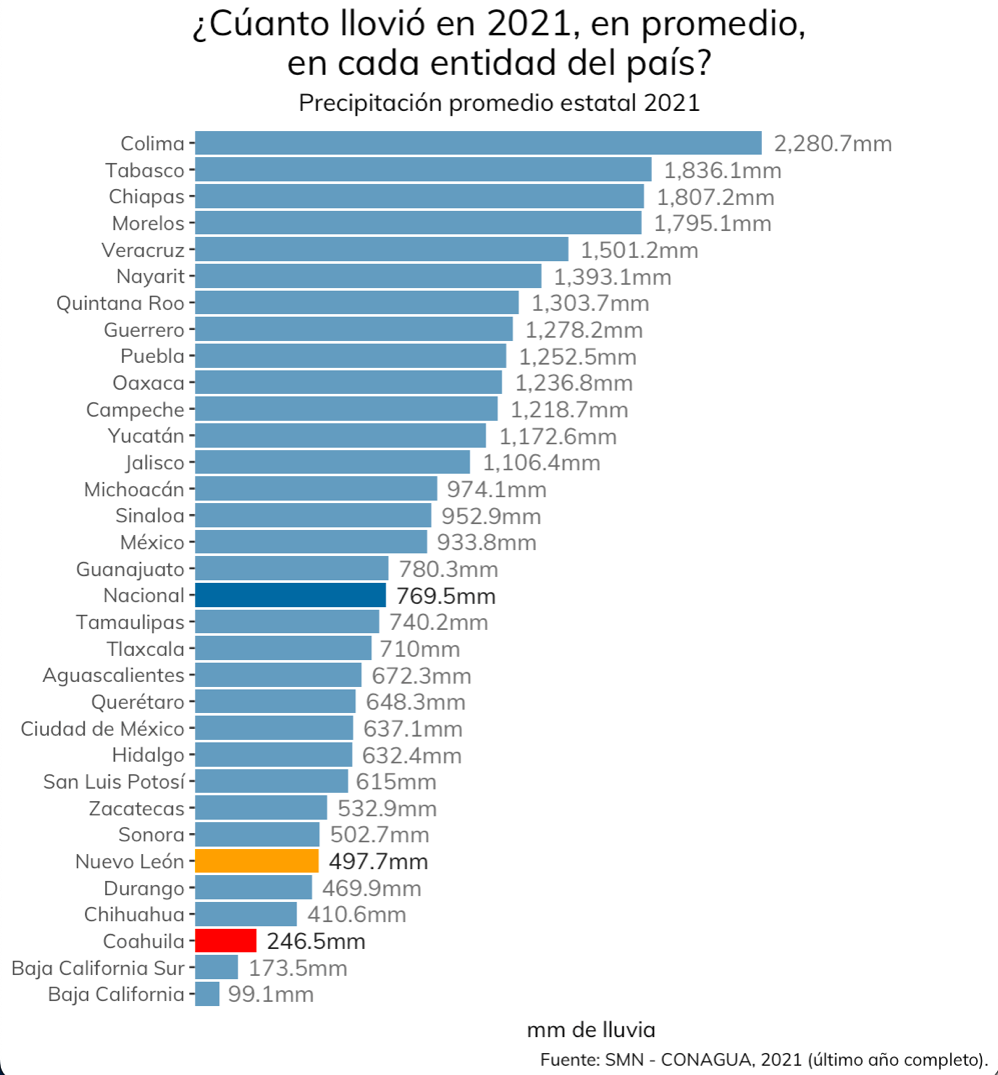 ¿Cúanto llovió en 2021, en promedio,
en cada entidad del país?
Precipitación promedio estatal 2021
Colima 2,280.7mm
Tabasco 1,836.1mm
Chiapas 1,807.2mm
Morelos 1,795.1mm
Veracruz 1,501.2mm
Nayarit 1,393.1mm
Quintana Roo 1,303.7mm
Guerrero 1,278.2mm
Puebla 1,252.5mm
Oaxaca 1,236.8mm
Campeche 1,218.7mm
Yucatán 1,172.6mm
Jalisco 1,106.4mm
Michoacán 974.1mm
Sinaloa 952.9mm
México 933.8mm
Guanajuato 780.3mm
Nacional 769.5mm
Tamaulipas 740.2mm
Tlaxcala 710mm
Aguascalientes 672.3mm
Querétaro 648.3mm
Ciudad de México 637.1mm
Hidalgo 632.4mm
San Luis Potosí 615mm
Zacatecas 532.9mm
Sonora 502.7mm
Nuevo León 497.7mm
Durango 469.9mm
Chihuahua 410.6mm
Coahuila 246.5mm
Baja California Sur 173.5mm
Baja California 99.1mm
mm de lluvia
Fuente: SMN - CONAGUA, 2021 (último año completo).